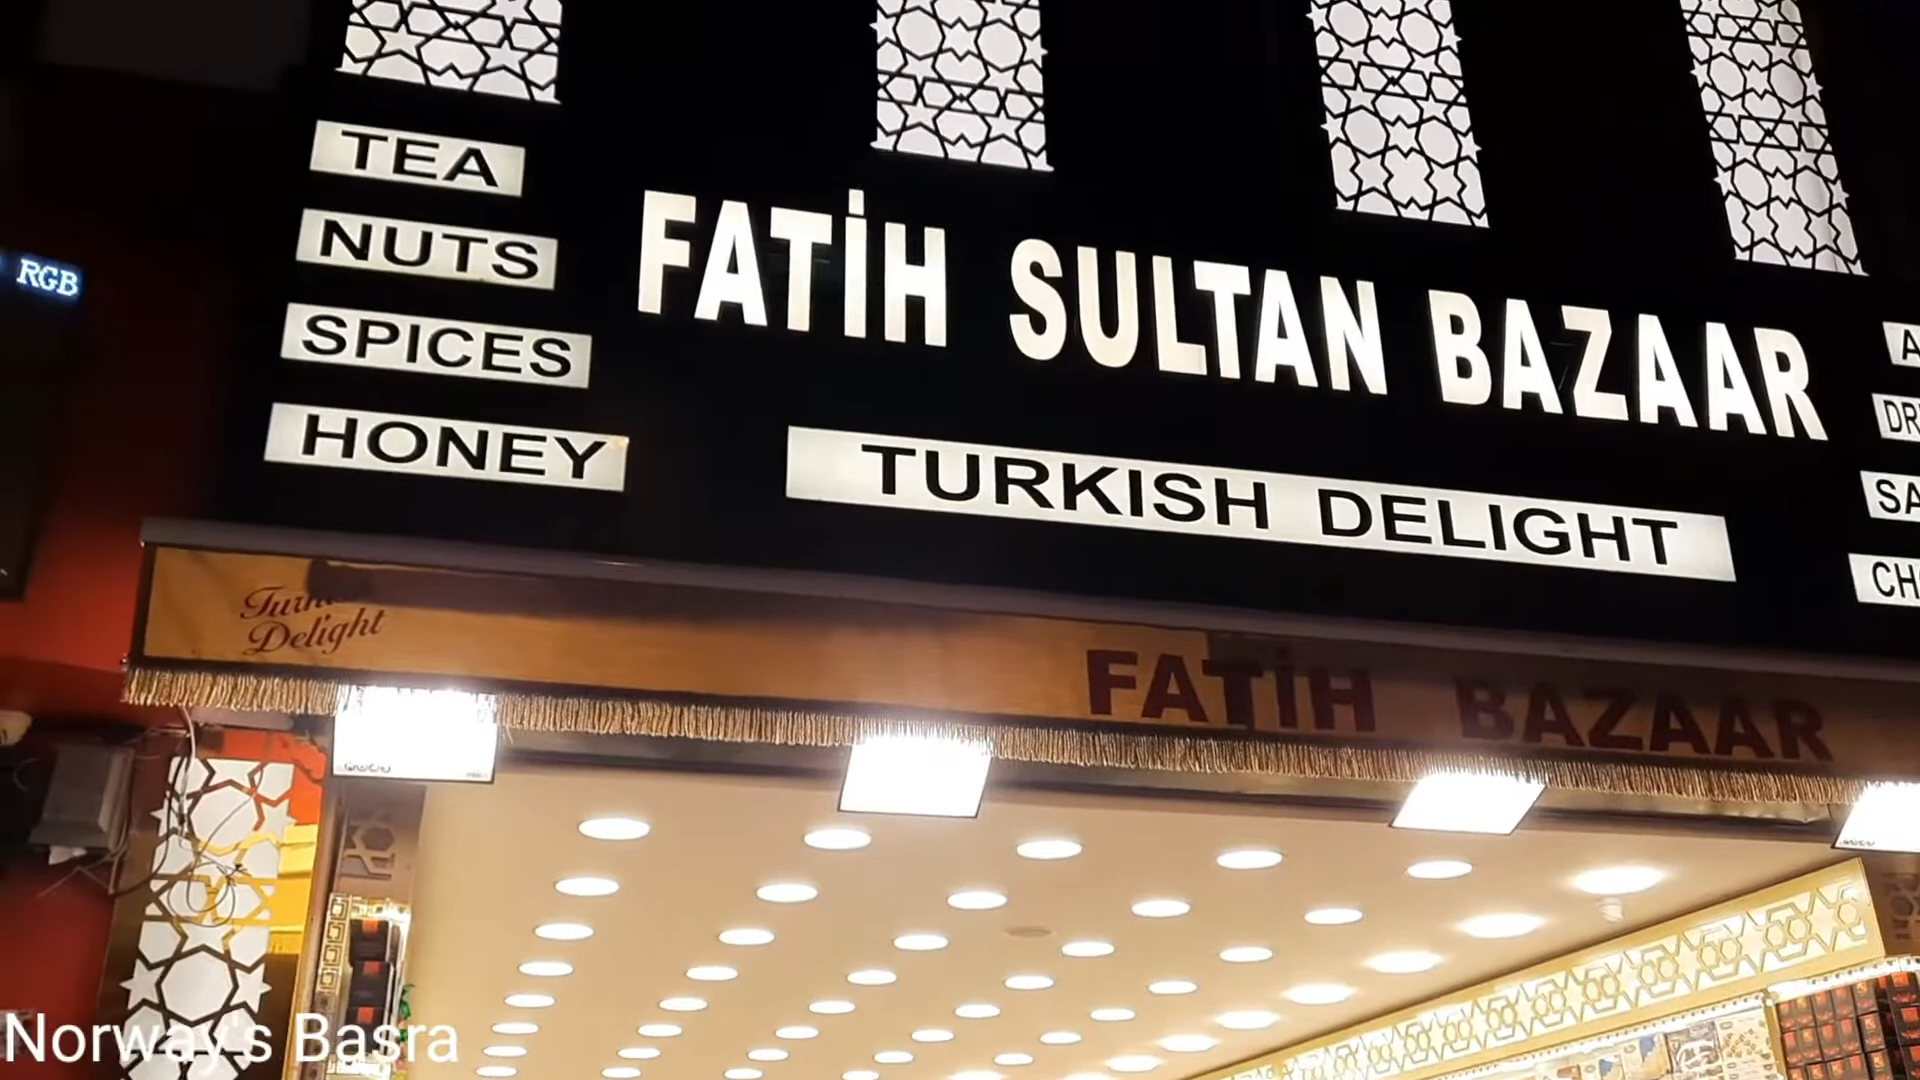 TEA
NUTS
SPICES
HONEY
RGB
FATİH SULTAN BAZAAR
TURKISH DELIGHT
Delight
FATİH BAZAAR
Norway's Basra